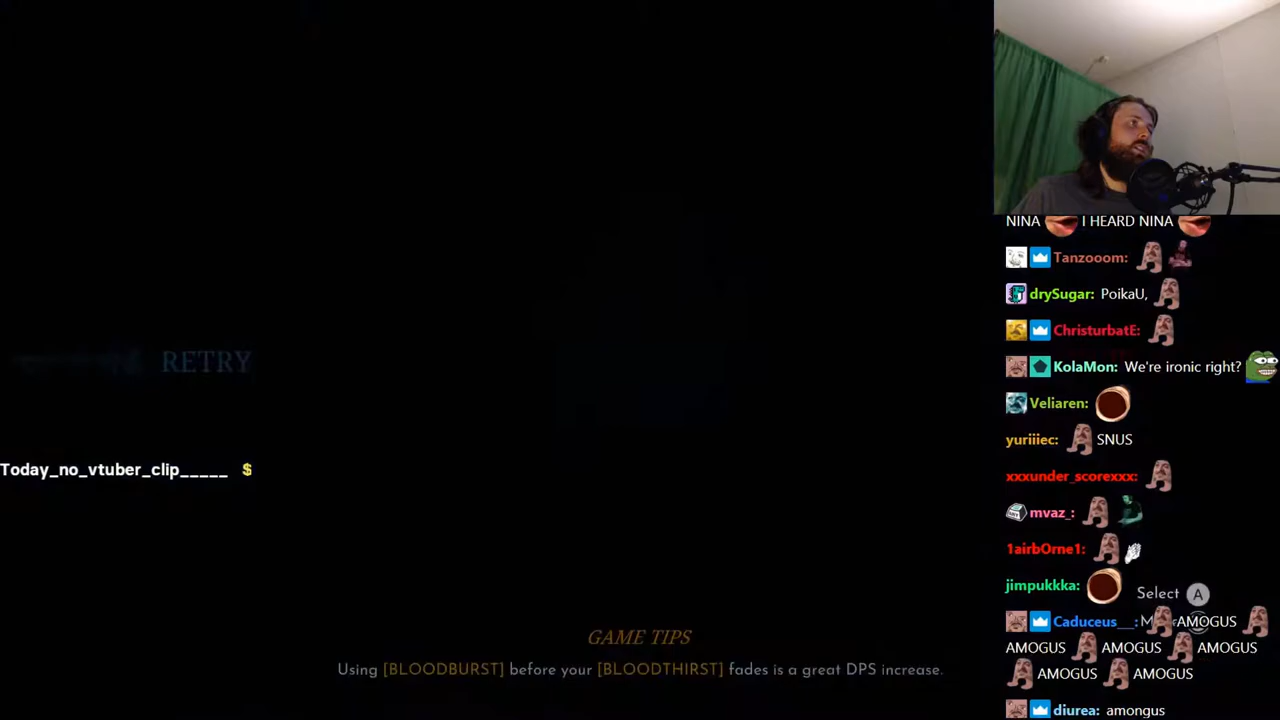 NINA I HEARD NINA
Tanzooom:
drySugar: PoikaU,
ChristurbatE:
RETRY
KolaMon: We're ironic right?
Veliaren:
yuriiiec: SNUS
Today_no_vtuber_clip_____ $
xxxunder_scorexxx:
mvaz_:
1airbOrne1:
jimpukkka:
Select A
Caduceus__: AMOGUS
AMOGUS AMOGUS AMOGUS
AMOGUS AMOGUS
GAME TIPS
Using [BLOODBURST] before your [BLOODTHIRST] fades is a great DPS increase.
diurea: amongus